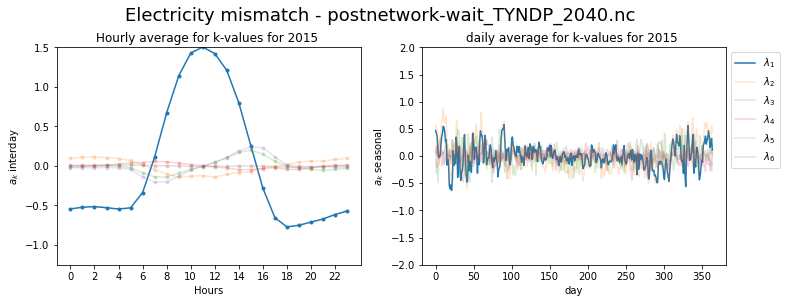 Electricity mismatch - postnetwork-wait_TYNDP_2040.nc
Hourly average for k-values for 2015
1.5
1.0
0.5
0.0
−0.5
−1.0
a_k interday
0 2 4 6 8 10 12 14 16 18 20 22
Hours
daily average for k-values for 2015
2.0
1.5
1.0
0.5
0.0
−0.5
−1.0
−1.5
−2.0
a_k seasonal
0 50 100 150 200 250 300 350
day
λ₁
λ₂
λ₃
λ₄
λ₅
λ₆